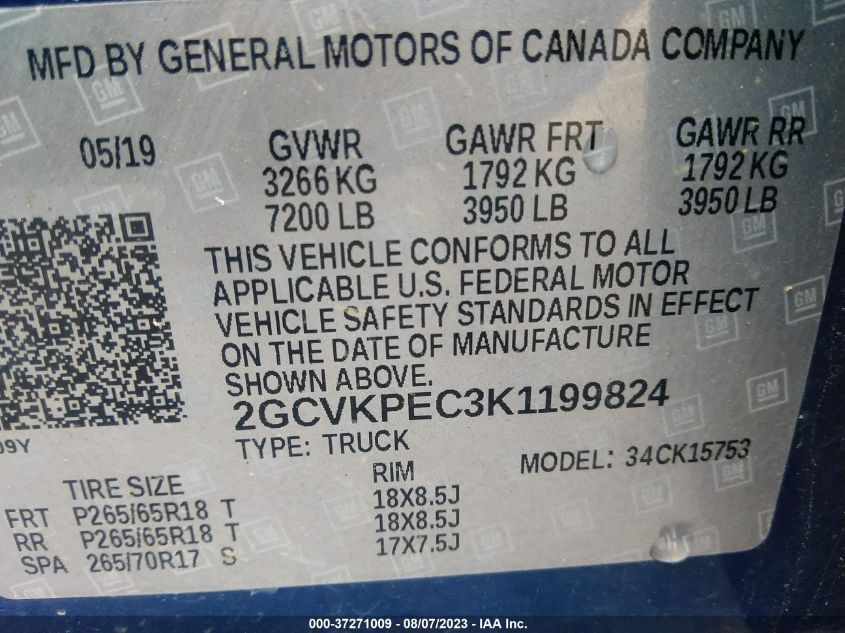 MFD BY GENERAL MOTORS OF CANADA COMPANY
05/19 GVWR GAWR FRT GAWR RR
3266 KG 1792 KG 1792 KG
7200 LB 3950 LB 3950 LB
THIS VEHICLE CONFORMS TO ALL
APPLICABLE U.S. FEDERAL MOTOR
VEHICLE SAFETY STANDARDS IN EFFECT
ON THE DATE OF MANUFACTURE
SHOWN ABOVE.
2GCVKPEC3K1199824
09Y
TYPE: TRUCK
MODEL: 34CK15753
TIRE SIZE RIM
FRT P265/65R18 T 18X8.5J
RR P265/65R18 T 18X8.5J
SPA 265/70R17 S 17X7.5J
GM
000-37271009 - 08/07/2023 - IAA Inc.